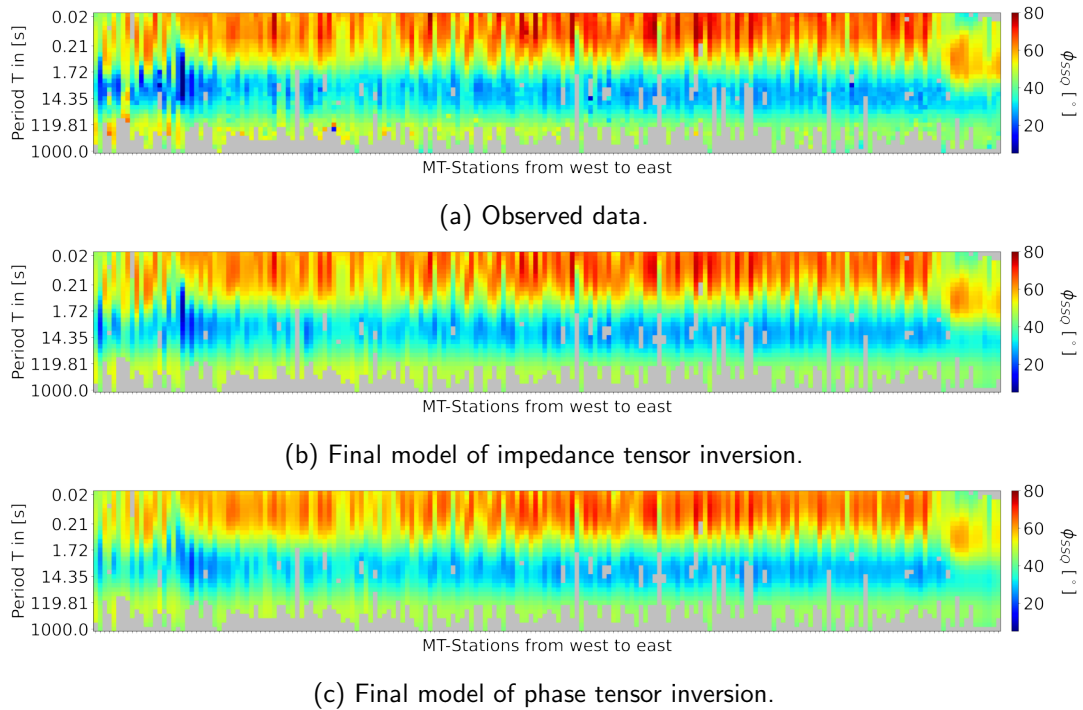 0.02
0.21
1.72
14.35
119.81
1000.0
Period T in [s]
MT-Stations from west to east
80
60
40
20
ϕSSQ [°]
(a) Observed data.
0.02
0.21
1.72
14.35
119.81
1000.0
Period T in [s]
MT-Stations from west to east
80
60
40
20
ϕSSQ [°]
(b) Final model of impedance tensor inversion.
0.02
0.21
1.72
14.35
119.81
1000.0
Period T in [s]
MT-Stations from west to east
80
60
40
20
ϕSSQ [°]
(c) Final model of phase tensor inversion.